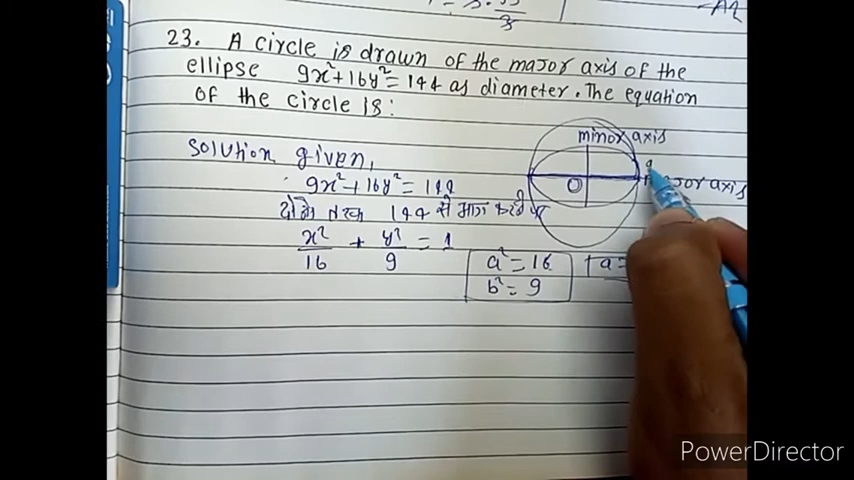 23. A circle is drawn of the major axis of the
ellipse 9x²+16y²=144 as diameter. The equation
of the circle is:
Solution given,
9x²+16y²=144
दोनो तरफ 144 से भाग करने पर
x²/16 + y²/9 = 1
a²=16
b²=9
a=
minor axis
major axis
O
PowerDirector